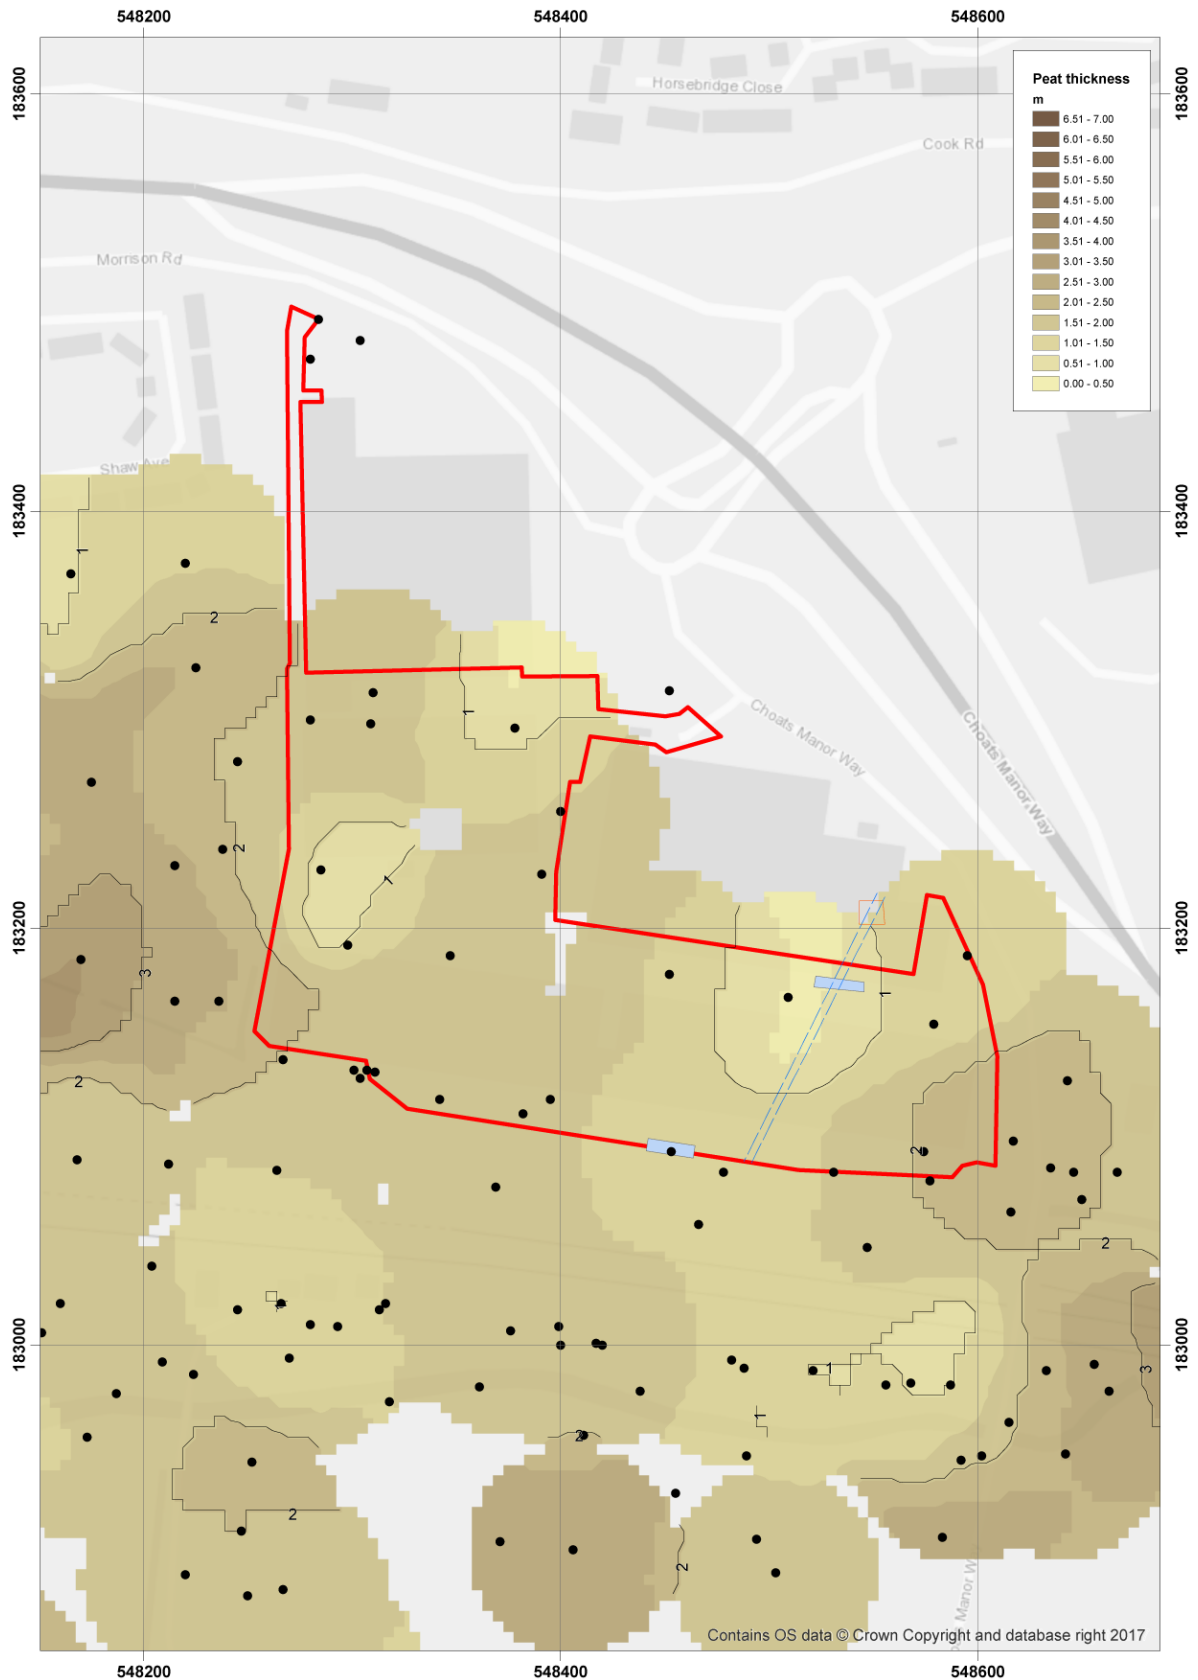 548200 548400 548600
183600 183600
Horsebridge Close
Cook Rd
Morrison Rd
Peat thickness
m
6.51 - 7.00
6.01 - 6.50
5.51 - 6.00
5.01 - 5.50
4.51 - 5.00
4.01 - 4.50
3.51 - 4.00
3.01 - 3.50
2.51 - 3.00
2.01 - 2.50
1.51 - 2.00
1.01 - 1.50
0.51 - 1.00
0.00 - 0.50
Shaw Ave
183400 183400
1
2
1
Choats Manor Way
Choats Manor Way
2
1
183200 183200
3
1
2
2
2
183000 183000
1
1
3
1
2
2
2
Manor W
Contains OS data © Crown Copyright and database right 2017
548200 548400 548600